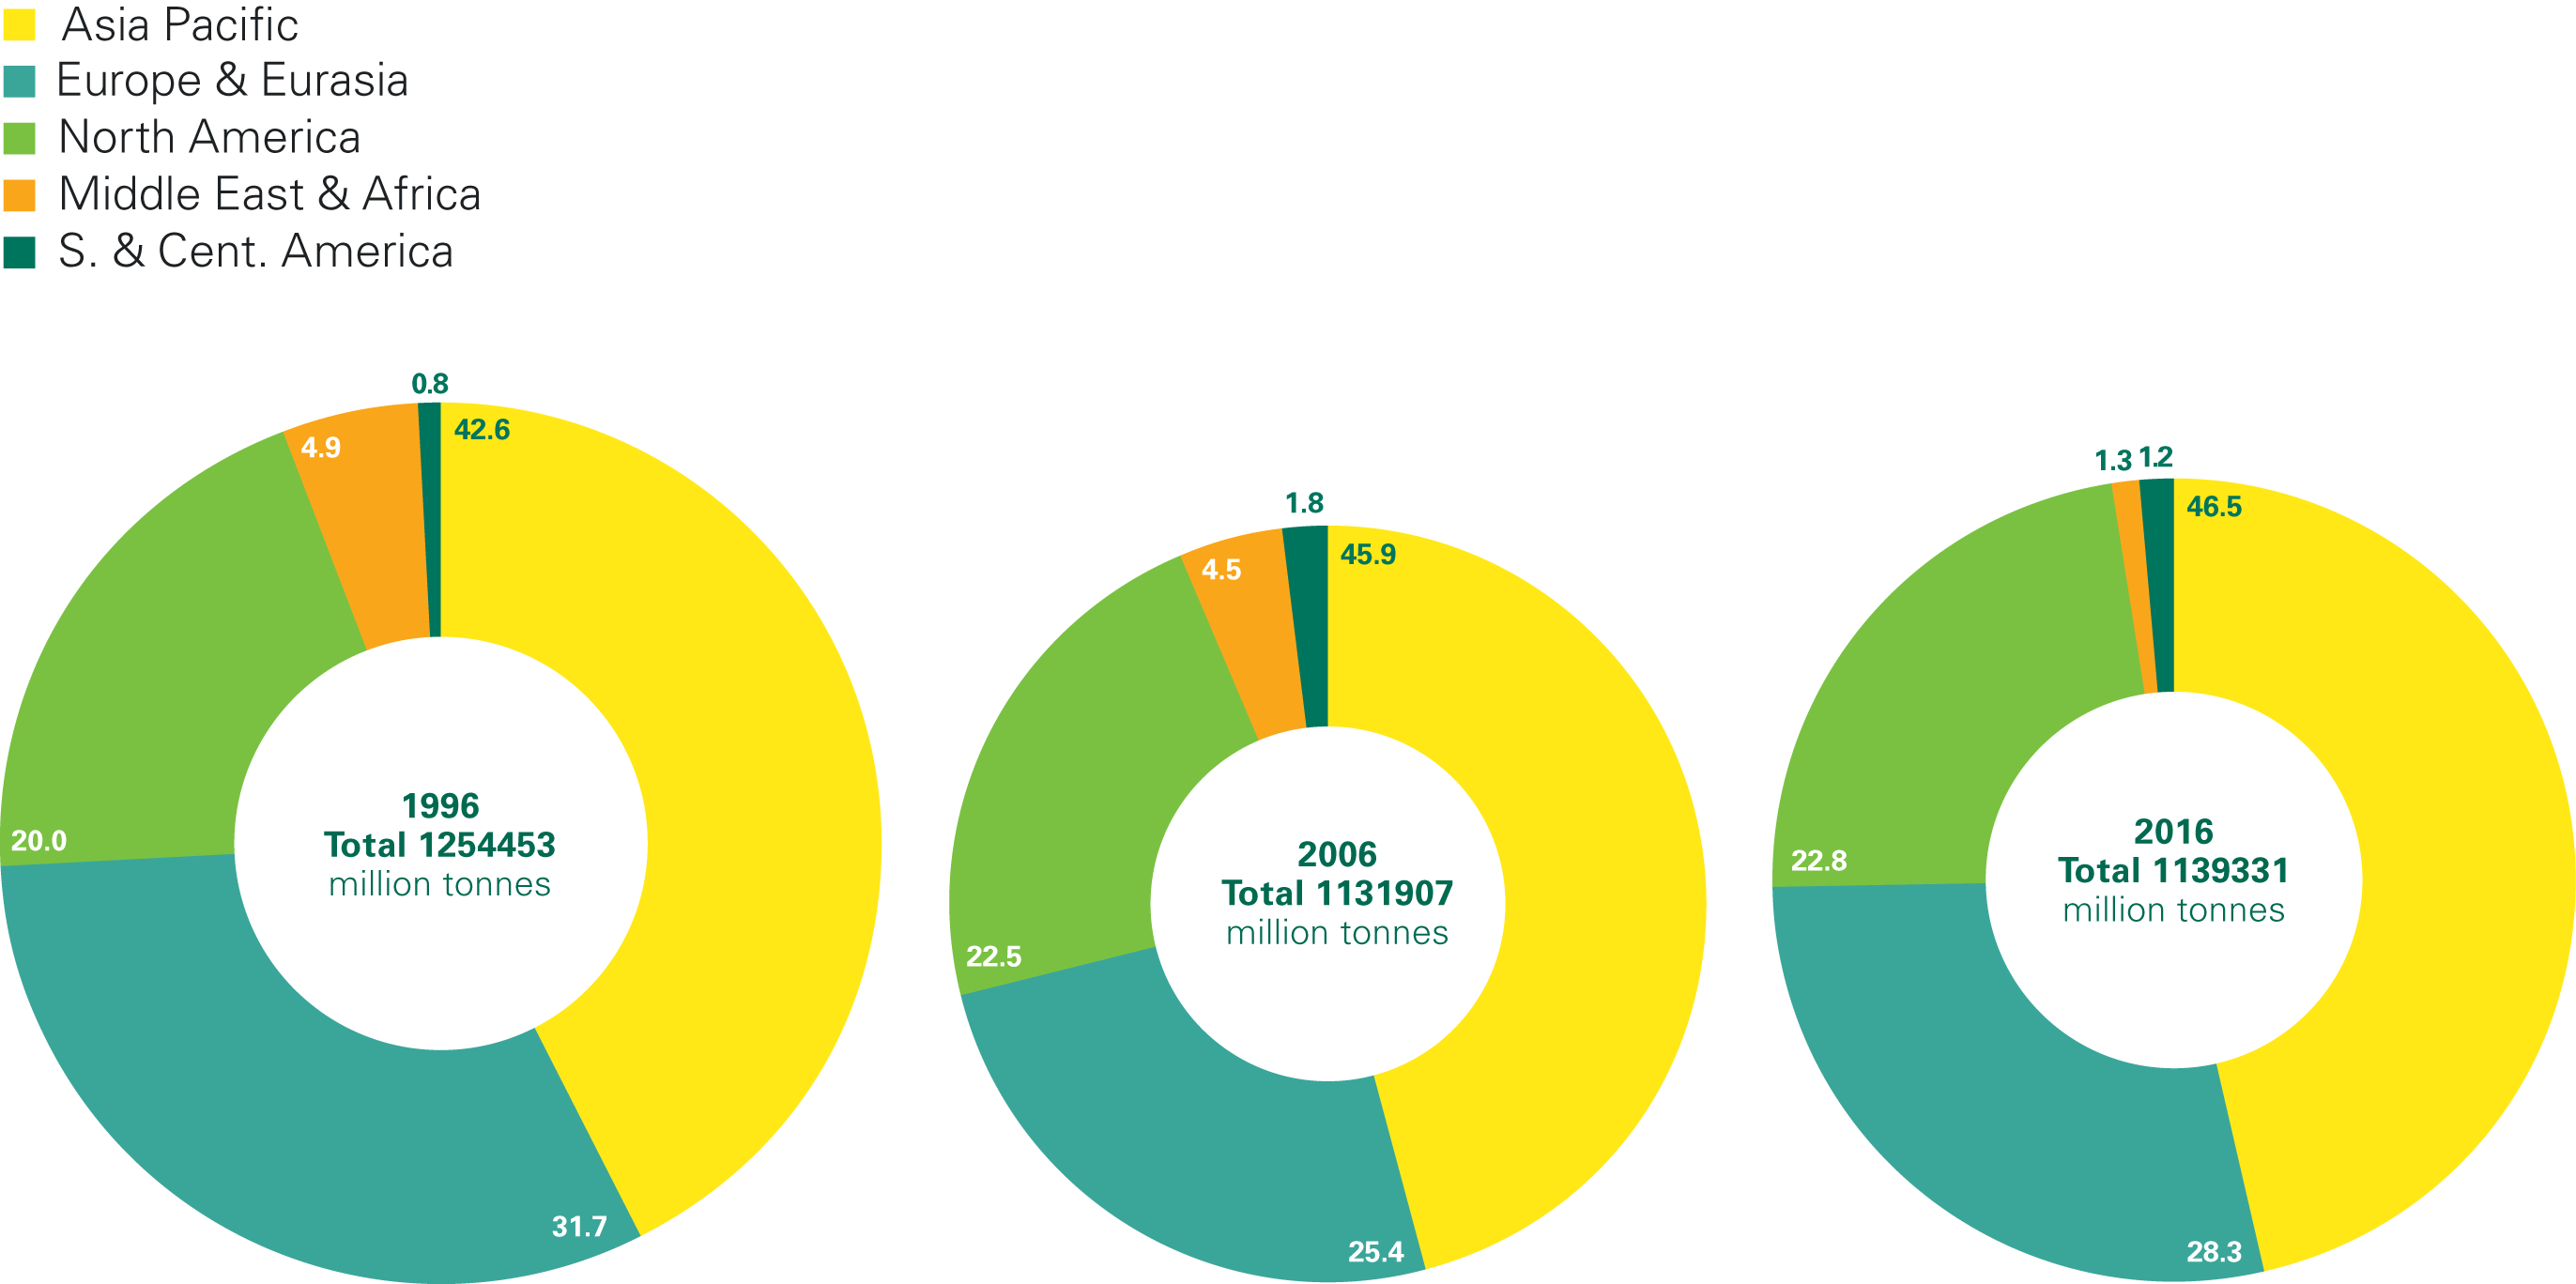 Asia Pacific
Europe & Eurasia
North America
Middle East & Africa
S. & Cent. America
0.8
42.6
4.9
20.0
31.7
1996
Total 1254453
million tonnes
1.8
45.9
4.5
22.5
25.4
2006
Total 1131907
million tonnes
1.3
1.2
46.5
22.8
28.3
2016
Total 1139331
million tonnes